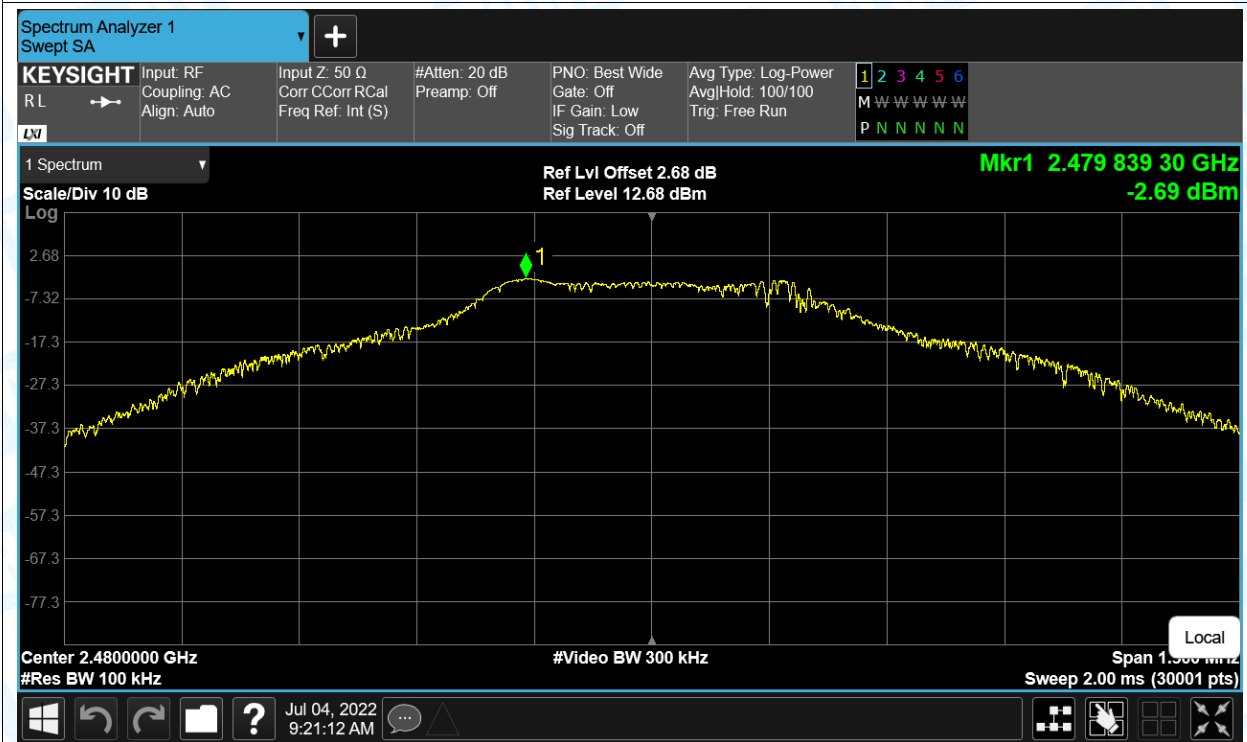 Spectrum Analyzer 1
Swept SA
KEYSIGHT
R L
LXI
Input: RF
Coupling: AC
Align: Auto
Input Z: 50 Ω
Corr CCorr RCal
Freq Ref: Int (S)
#Atten: 20 dB
Preamp: Off
PNO: Best Wide
Gate: Off
IF Gain: Low
Sig Track: Off
Avg Type: Log-Power
Avg|Hold: 100/100
Trig: Free Run
1 2 3 4 5 6
M W W W W W
P N N N N N
1 Spectrum
Scale/Div 10 dB
Log
Ref Lvl Offset 2.68 dB
Ref Level 12.68 dBm
Mkr1 2.479 839 30 GHz
-2.69 dBm
1
2.68
-7.32
-17.3
-27.3
-37.3
-47.3
-57.3
-67.3
-77.3
Local
Center 2.4800000 GHz
#Video BW 300 kHz
Span
#Res BW 100 kHz
Sweep 2.00 ms (30001 pts)
?
Jul 04, 2022
9:21:12 AM